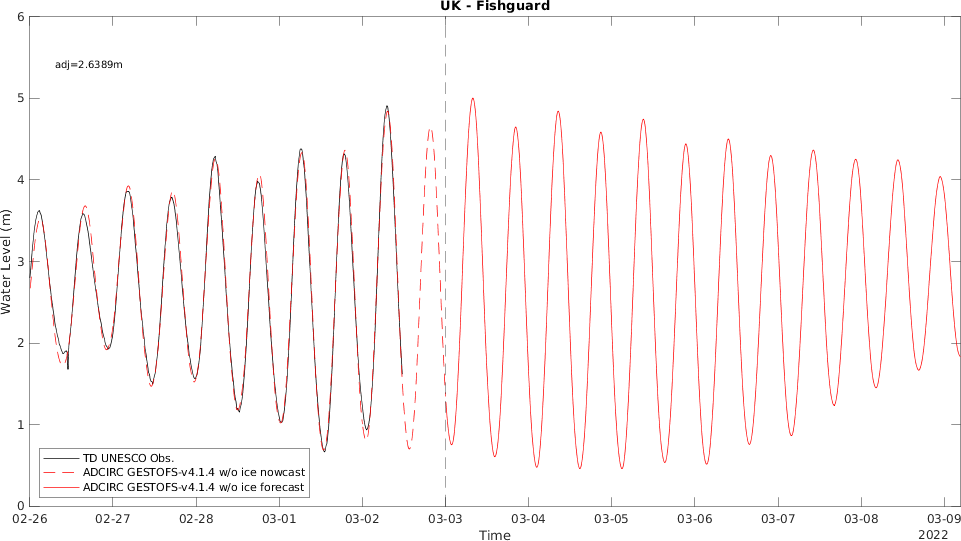 UK - Fishguard
6
adj=2.6389m
5
4
3
2
1
0
Water Level (m)
TD UNESCO Obs.
ADCIRC GESTOFS-v4.1.4 w/o ice nowcast
ADCIRC GESTOFS-v4.1.4 w/o ice forecast
02-26 02-27 02-28 03-01 03-02 03-03 03-04 03-05 03-06 03-07 03-08 03-09
Time
2022